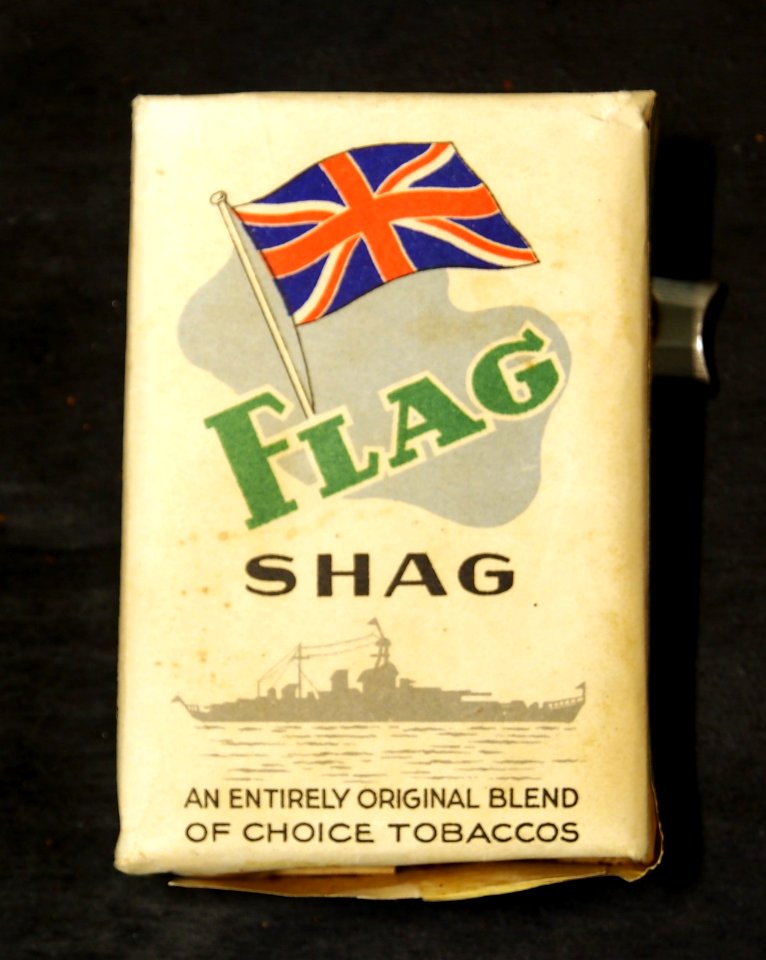 FLAG
SHAG
AN ENTIRELY ORIGINAL BLEND
OF CHOICE TOBACCOS